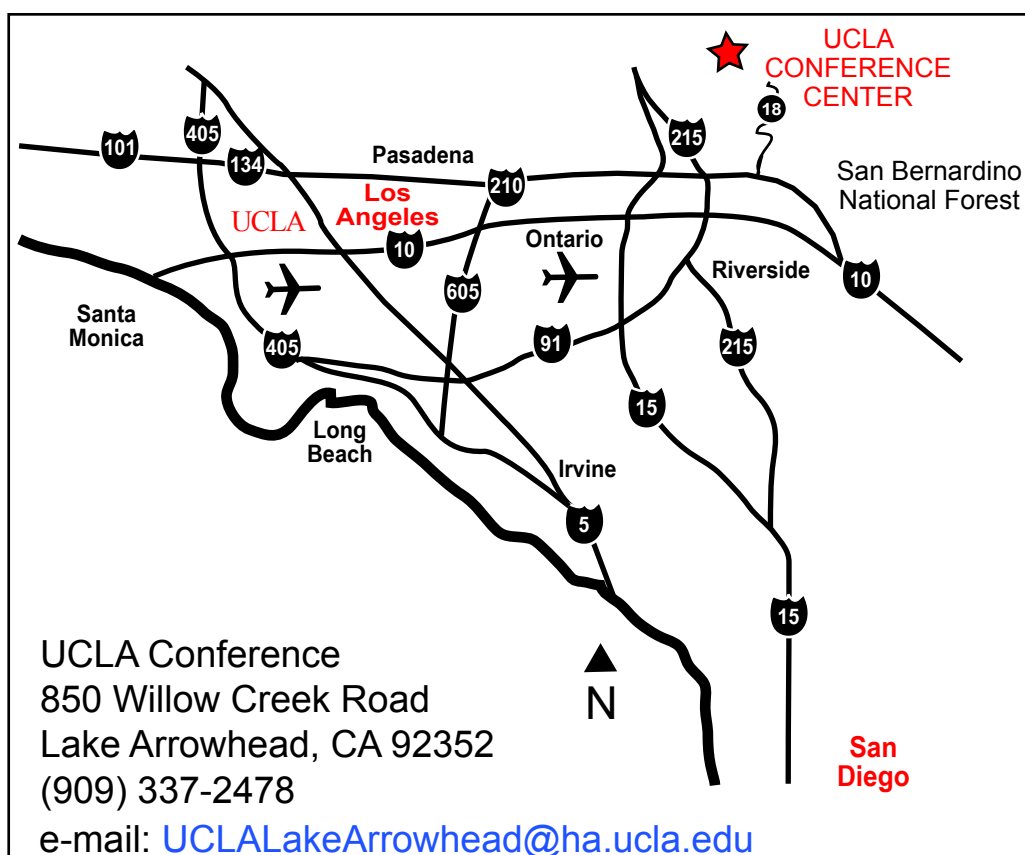 UCLA
CONFERENCE
CENTER
18
405
215
101
134
Pasadena
210
San Bernardino
National Forest
Los
Angeles
UCLA
10
Ontario
Riverside
10
605
Santa
Monica
405
91
215
15
Long
Beach
Irvine
5
15
UCLA Conference
850 Willow Creek Road
Lake Arrowhead, CA 92352
(909) 337-2478
e-mail: UCLALakeArrowhead@ha.ucla.edu
N
San
Diego